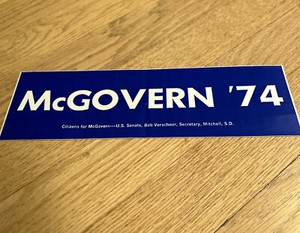 McGOVERN '74
Citizens for McGovern—U.S. Senate, Bob Verschoor, Secretary, Mitchell, S.D.